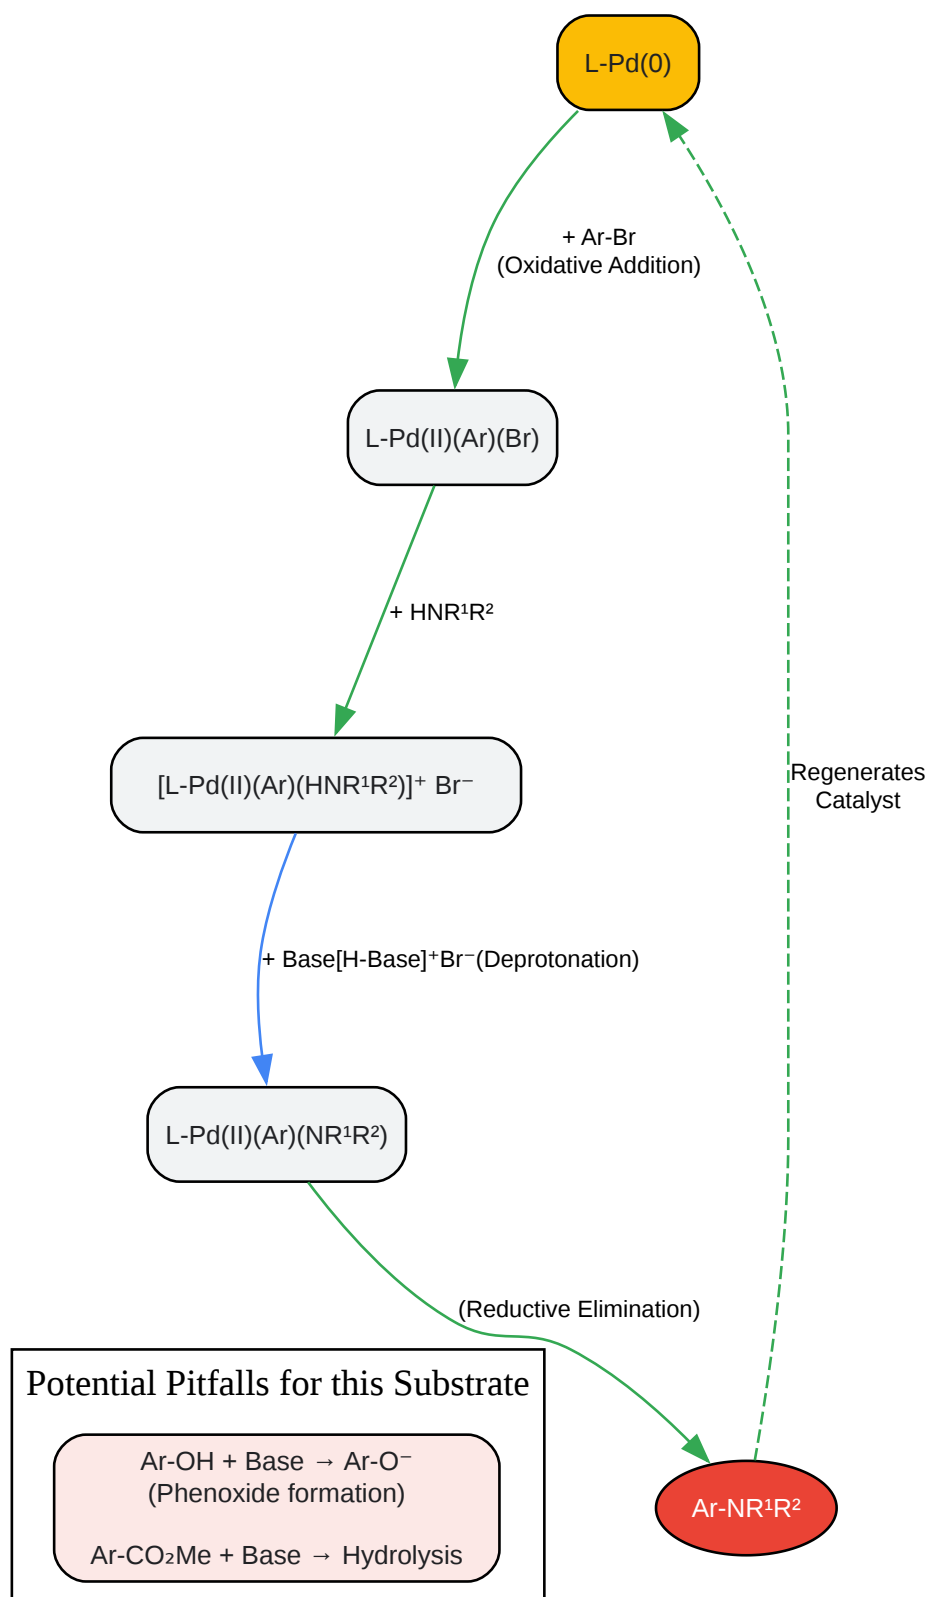 L-Pd(0)
+ Ar-Br
(Oxidative Addition)
L-Pd(II)(Ar)(Br)
+ HNR¹R²
[L-Pd(II)(Ar)(HNR¹R²)]⁺ Br⁻
Regenerates
Catalyst
+ Base[H-Base]⁺Br⁻(Deprotonation)
L-Pd(II)(Ar)(NR¹R²)
(Reductive Elimination)
Potential Pitfalls for this Substrate
Ar-OH + Base → Ar-O⁻
(Phenoxide formation)
Ar-CO₂Me + Base → Hydrolysis
Ar-NR¹R²